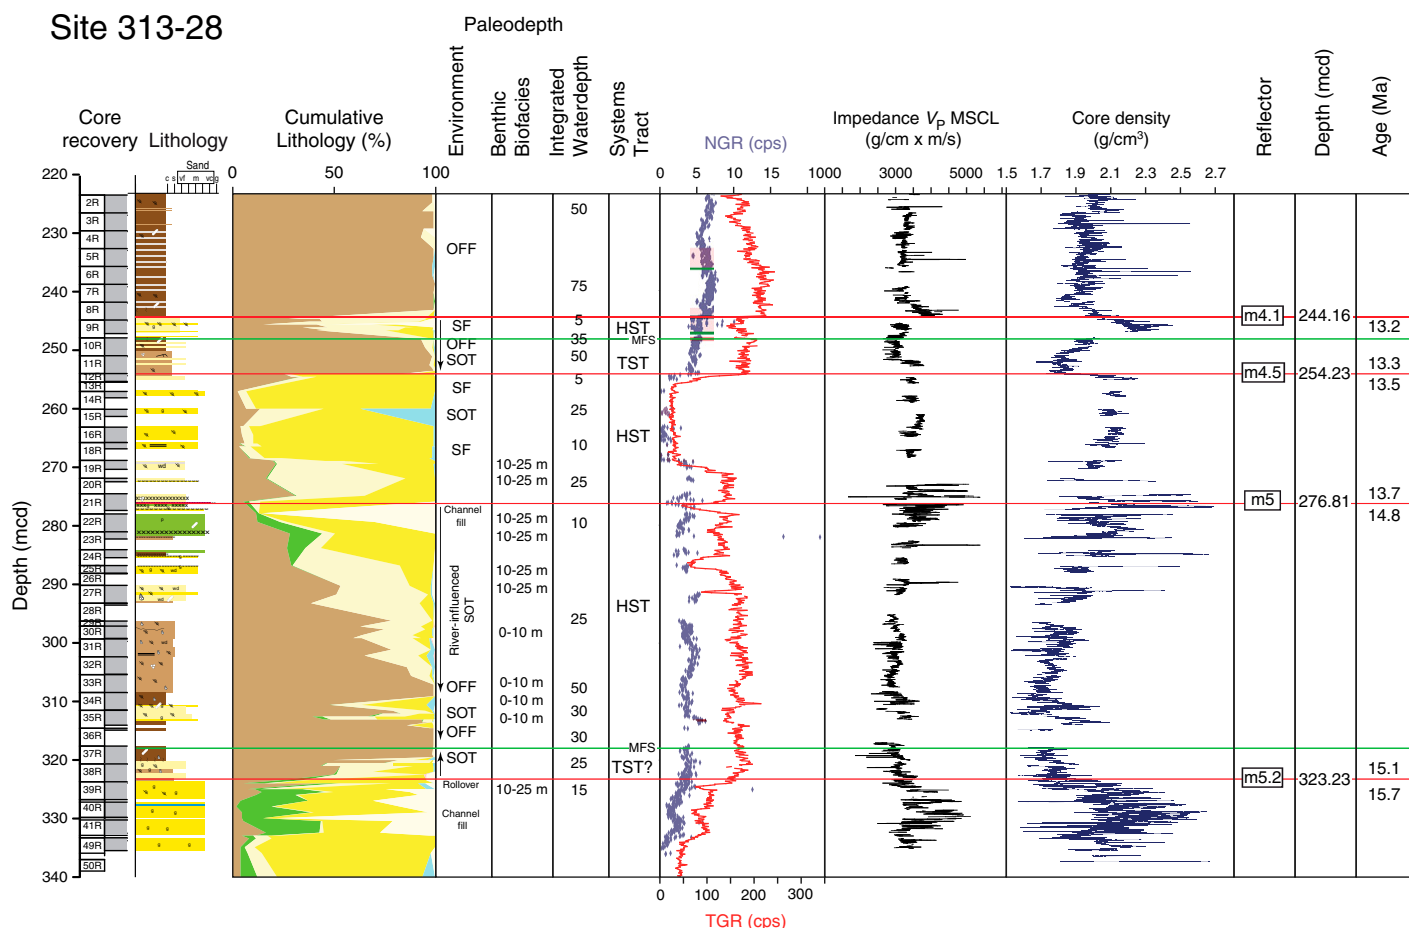 Site 313-28
Paleodepth
Core recovery
Lithology
Sand
c s vf m vc g
Cumulative Lithology (%)
0 50 100
Environment
Benthic Biofacies
Integrated Waterdepth
Systems Tract
NGR (cps)
0 5 10 15
Impedance VP MSCL (g/cm x m/s)
1000 3000 5000
Core density (g/cm³)
1.5 1.7 1.9 2.1 2.3 2.5 2.7
Reflector
Depth (mcd)
Age (Ma)
Depth (mcd)
220
230
240
250
260
270
280
290
300
310
320
330
340
2R
3R
4R
5R
6R
7R
8R
9R
10R
11R
12R
13R
14R
15R
16R
18R
19R
20R
21R
22R
23R
24R
25R
26R
27R
28R
29R
30R
31R
32R
33R
34R
35R
36R
37R
38R
39R
40R
41R
49R
50R
OFF
SF
OFF
SOT
SF
SOT
SF
Channel fill
River-influenced SOT
OFF
SOT
OFF
SOT
Rollover
Channel fill
10-25 m
10-25 m
10-25 m
10-25 m
10-25 m
10-25 m
0-10 m
0-10 m
0-10 m
0-10 m
10-25 m
50
75
5
35
50
5
25
10
25
10
25
50
30
30
25
15
HST
MFS
TST
HST
HST
MFS
TST?
m4.1 244.16
13.2
13.3
m4.5 254.23
13.5
13.7
m5 276.81
14.8
15.1
m5.2 323.23
15.7
0 100 200 300
TGR (cps)